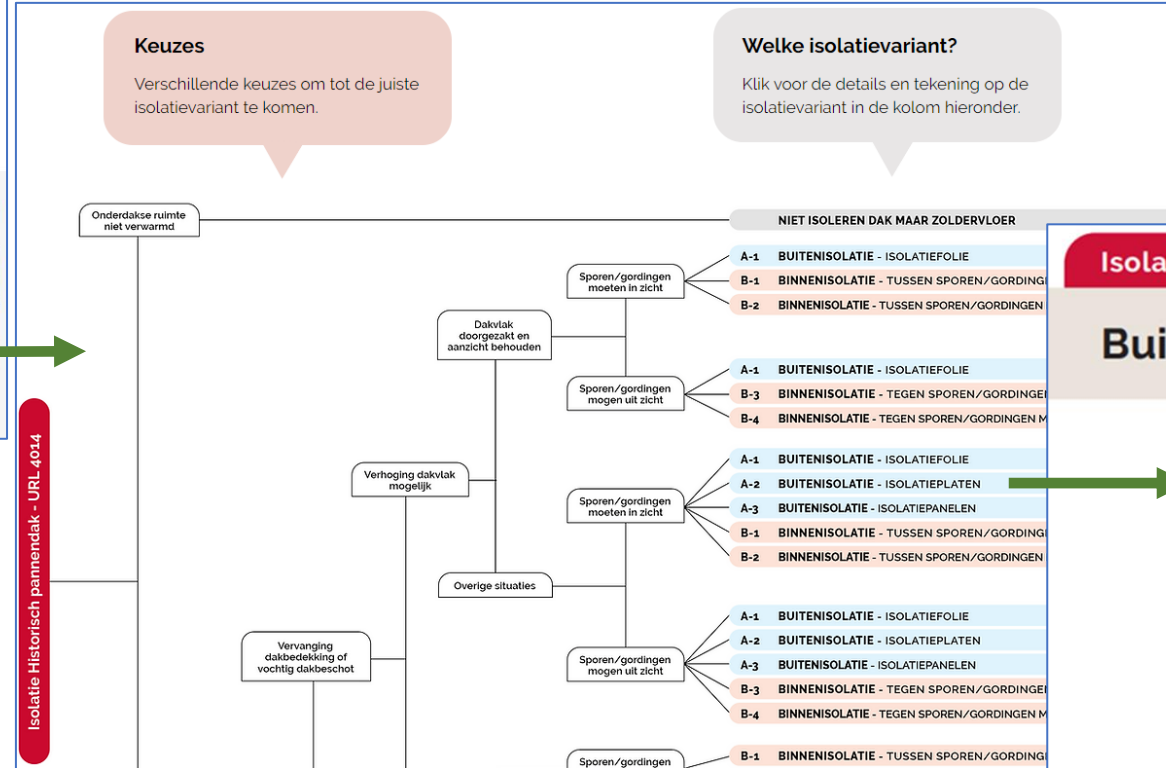 Keuzes
Verschillende keuzes om tot de juiste
isolatievariant te komen.
Welke isolatievariant?
Klik voor de details en tekening op de
isolatievariant in de kolom hieronder.
Onderdakse ruimte
niet verwarmd
NIET ISOLEREN DAK MAAR ZOLDERVLOER
Isola
Bui
Sporen/gordingen
moeten in zicht
A-1 BUITENISOLATIE - ISOLATIEFOLIE
B-1 BINNENISOLATIE - TUSSEN SPOREN/GORDING
B-2 BINNENISOLATIE - TUSSEN SPOREN/GORDINGEN
Dakvlak
doorgezakt en
aanzicht behouden
Sporen/gordingen
mogen uit zicht
A-1 BUITENISOLATIE - ISOLATIEFOLIE
B-3 BINNENISOLATIE - TEGEN SPOREN/GORDINGE
B-4 BINNENISOLATIE - TEGEN SPOREN/GORDINGEN M
Verhoging dakvlak
mogelijk
Sporen/gordingen
moeten in zicht
A-1 BUITENISOLATIE - ISOLATIEFOLIE
A-2 BUITENISOLATIE - ISOLATIEPLATEN
A-3 BUITENISOLATIE - ISOLATIEPANELEN
B-1 BINNENISOLATIE - TUSSEN SPOREN/GORDING
B-2 BINNENISOLATIE - TUSSEN SPOREN/GORDINGEN
Overige situaties
Isolatie Historisch pannendak - URL 4014
Vervanging
dakbedekking of
vochtig dakbeschot
Sporen/gordingen
mogen uit zicht
A-1 BUITENISOLATIE - ISOLATIEFOLIE
A-2 BUITENISOLATIE - ISOLATIEPLATEN
A-3 BUITENISOLATIE - ISOLATIEPANELEN
B-3 BINNENISOLATIE - TEGEN SPOREN/GORDINGE
B-4 BINNENISOLATIE - TEGEN SPOREN/GORDINGEN M
Sporen/gordingen
B-1 BINNENISOLATIE - TUSSEN SPOREN/GORDING